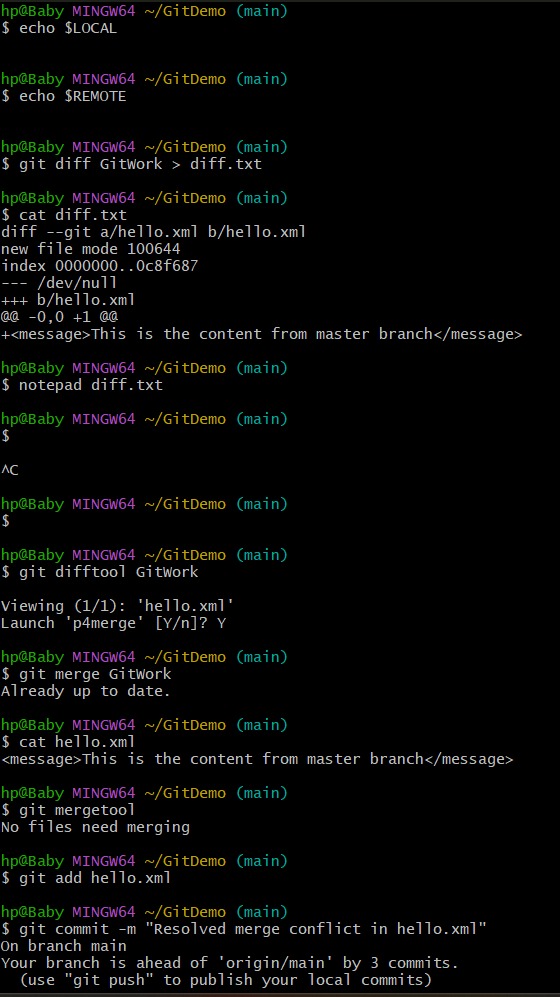 hp@Baby MINGW64 ~/GitDemo (main)
$ echo $LOCAL
hp@Baby MINGW64 ~/GitDemo (main)
$ echo $REMOTE
hp@Baby MINGW64 ~/GitDemo (main)
$ git diff GitWork > diff.txt
hp@Baby MINGW64 ~/GitDemo (main)
$ cat diff.txt
diff --git a/hello.xml b/hello.xml
new file mode 100644
index 0000000..0c8f687
--- /dev/null
+++ b/hello.xml
@@ -0,0 +1 @@
+<message>This is the content from master branch</message>
hp@Baby MINGW64 ~/GitDemo (main)
$ notepad diff.txt
hp@Baby MINGW64 ~/GitDemo (main)
$
^C
hp@Baby MINGW64 ~/GitDemo (main)
$
hp@Baby MINGW64 ~/GitDemo (main)
$ git difftool GitWork
Viewing (1/1): 'hello.xml'
Launch 'p4merge' [Y/n]? Y
hp@Baby MINGW64 ~/GitDemo (main)
$ git merge GitWork
Already up to date.
hp@Baby MINGW64 ~/GitDemo (main)
$ cat hello.xml
<message>This is the content from master branch</message>
hp@Baby MINGW64 ~/GitDemo (main)
$ git mergetool
No files need merging
hp@Baby MINGW64 ~/GitDemo (main)
$ git add hello.xml
hp@Baby MINGW64 ~/GitDemo (main)
$ git commit -m "Resolved merge conflict in hello.xml"
On branch main
Your branch is ahead of 'origin/main' by 3 commits.
  (use "git push" to publish your local commits)